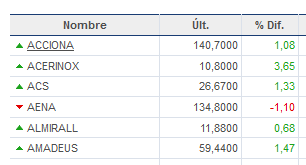 Nombre Últ. % Dif.
ACCIONA 140,7000 1,08
ACERINOX 10,8000 3,65
ACS 26,6700 1,33
AENA 134,8000 -1,10
ALMIRALL 11,8800 0,68
AMADEUS 59,4400 1,47